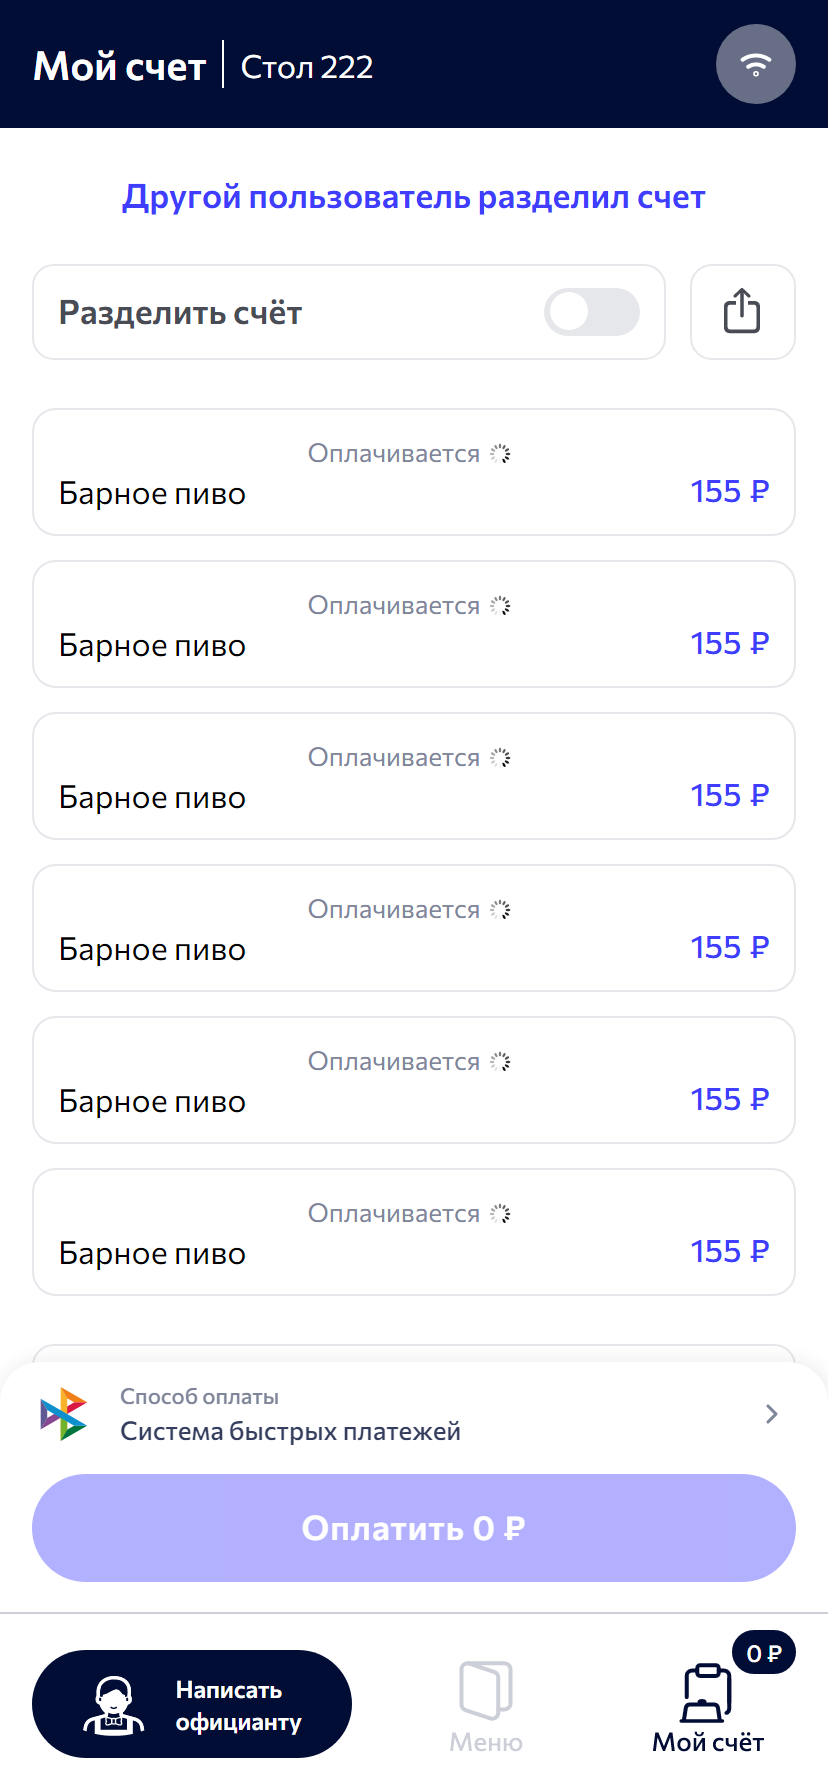 Мой счет
Стол 222
Другой пользователь разделил счет
Разделить счёт
Оплачивается
Барное пиво
155 ₽
Оплачивается
Барное пиво
155 ₽
Оплачивается
Барное пиво
155 ₽
Оплачивается
Барное пиво
155 ₽
Оплачивается
Барное пиво
155 ₽
Оплачивается
Барное пиво
155 ₽
Способ оплаты
Система быстрых платежей
Оплатить 0 ₽
Написать
официанту
Меню
0 ₽
Мой счёт